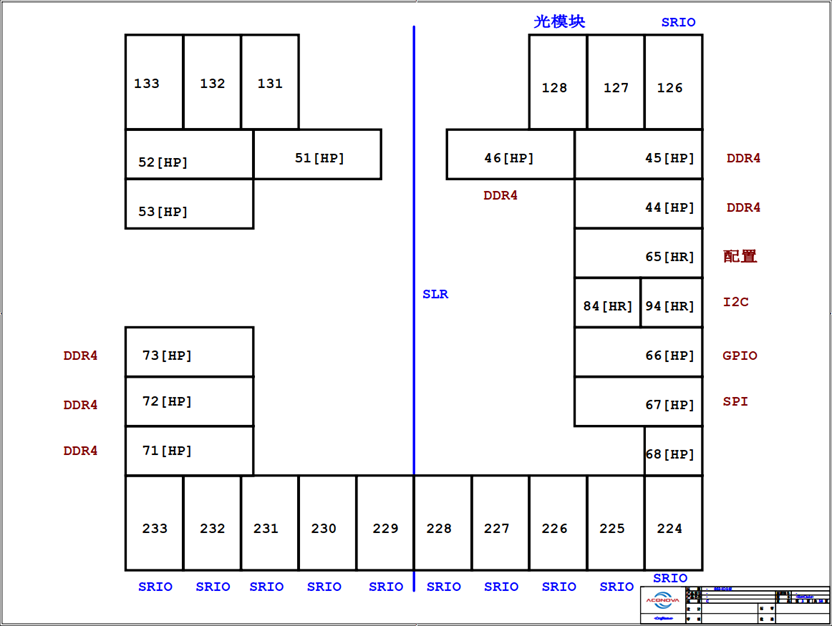 光模块 SRIO
133 132 131 128 127 126
52[HP] 51[HP] 46[HP] 45[HP] DDR4
53[HP] DDR4 44[HP] DDR4
65[HR] 配置
SLR 84[HR] 94[HR] I2C
DDR4 73[HP] 66[HP] GPIO
DDR4 72[HP] 67[HP] SPI
DDR4 71[HP] 68[HP]
233 232 231 230 229 228 227 226 225 224
SRIO SRIO SRIO SRIO SRIO SRIO SRIO SRIO SRIO SRIO
ACONOVA